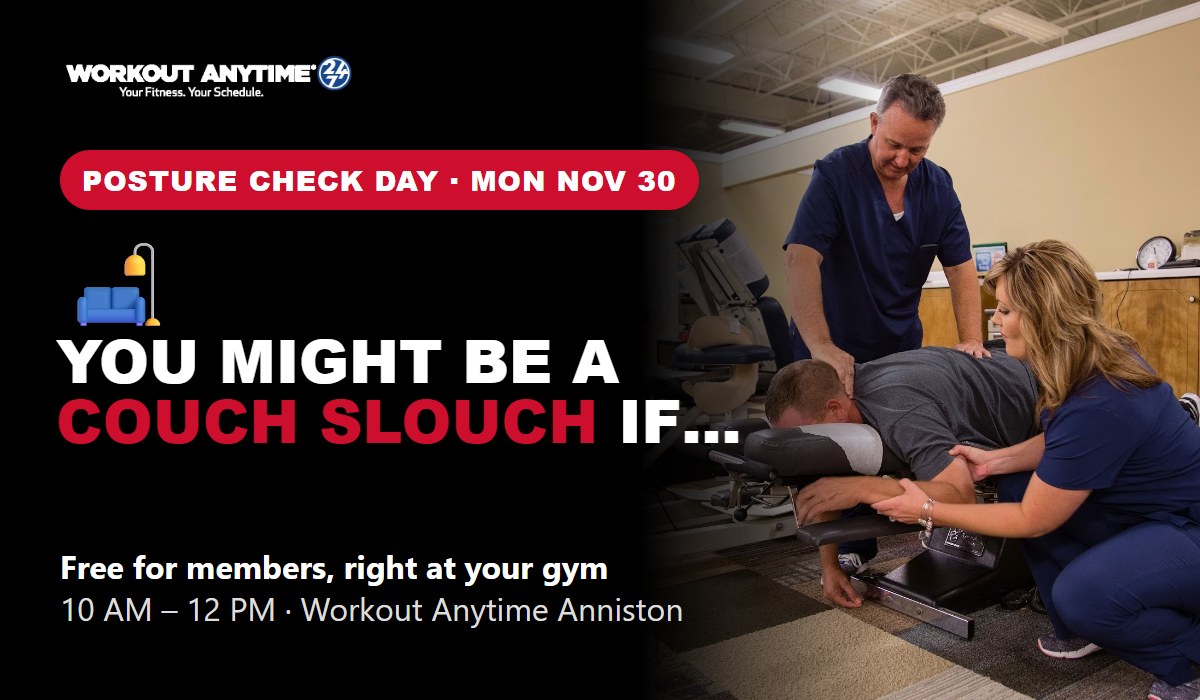 WORKOUT ANYTIME 24/7
Your Fitness. Your Schedule.
POSTURE CHECK DAY · MON NOV 30
YOU MIGHT BE A
COUCH SLOUCH IF...
Free for members, right at your gym
10 AM – 12 PM · Workout Anytime Anniston